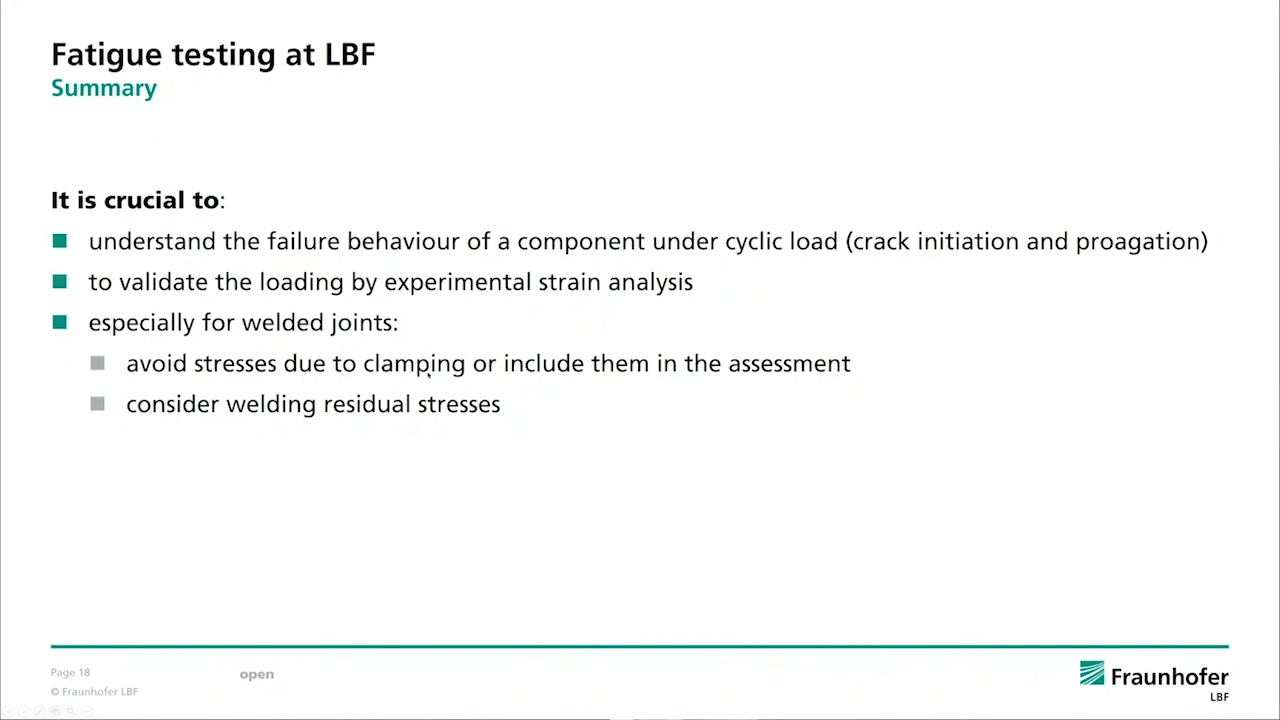 Fatigue testing at LBF
Summary
It is crucial to:
understand the failure behaviour of a component under cyclic load (crack initiation and proagation)
to validate the loading by experimental strain analysis
especially for welded joints:
avoid stresses due to clamping or include them in the assessment
consider welding residual stresses
Page 18
open
© Fraunhofer LBF
Fraunhofer
LBF